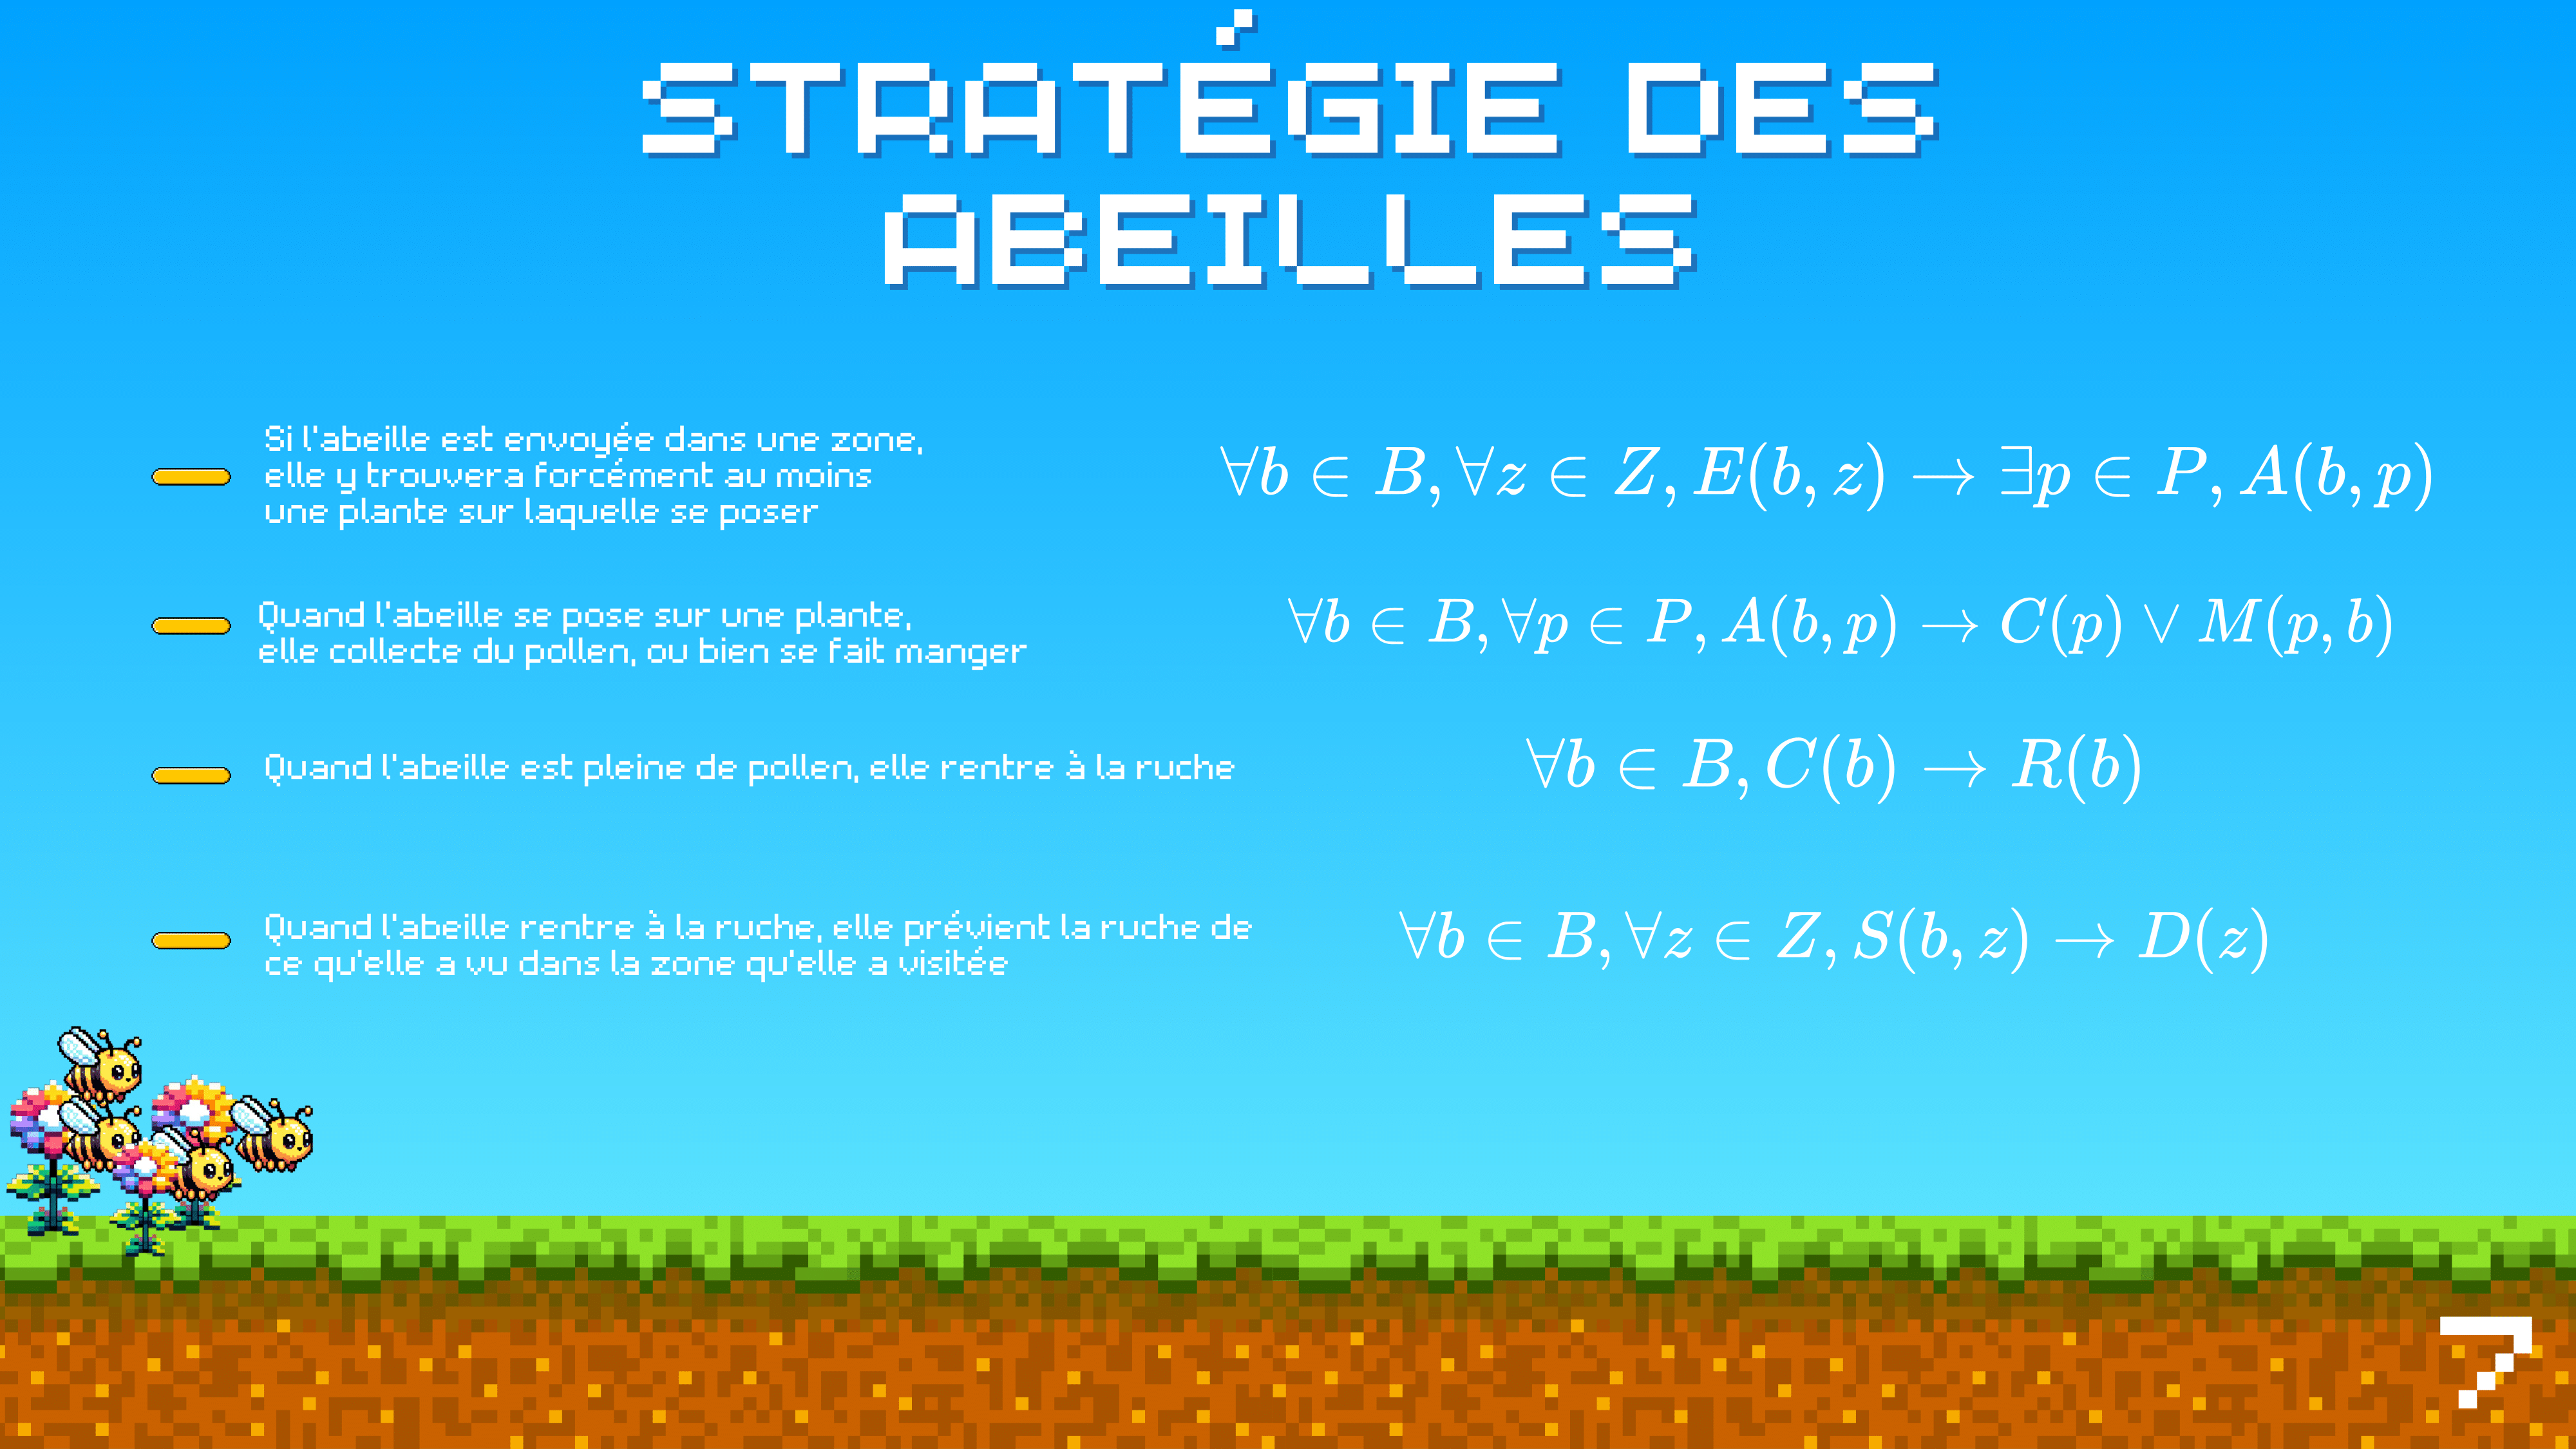 STRATÉGIE DES
ABEILLES
Si l'abeille est envoyée dans une zone,
elle y trouvera forcément au moins
une plante sur laquelle se poser
∀b ∈ B, ∀z ∈ Z, E(b, z) → ∃p ∈ P, A(b, p)
Quand l'abeille se pose sur une plante,
elle collecte du pollen, ou bien se fait manger
∀b ∈ B, ∀p ∈ P, A(b, p) → C(p) ∨ M(p, b)
Quand l'abeille est pleine de pollen, elle rentre à la ruche
∀b ∈ B, C(b) → R(b)
Quand l'abeille rentre à la ruche, elle prévient la ruche de
ce qu'elle a vu dans la zone qu'elle a visitée
∀b ∈ B, ∀z ∈ Z, S(b, z) → D(z)
7